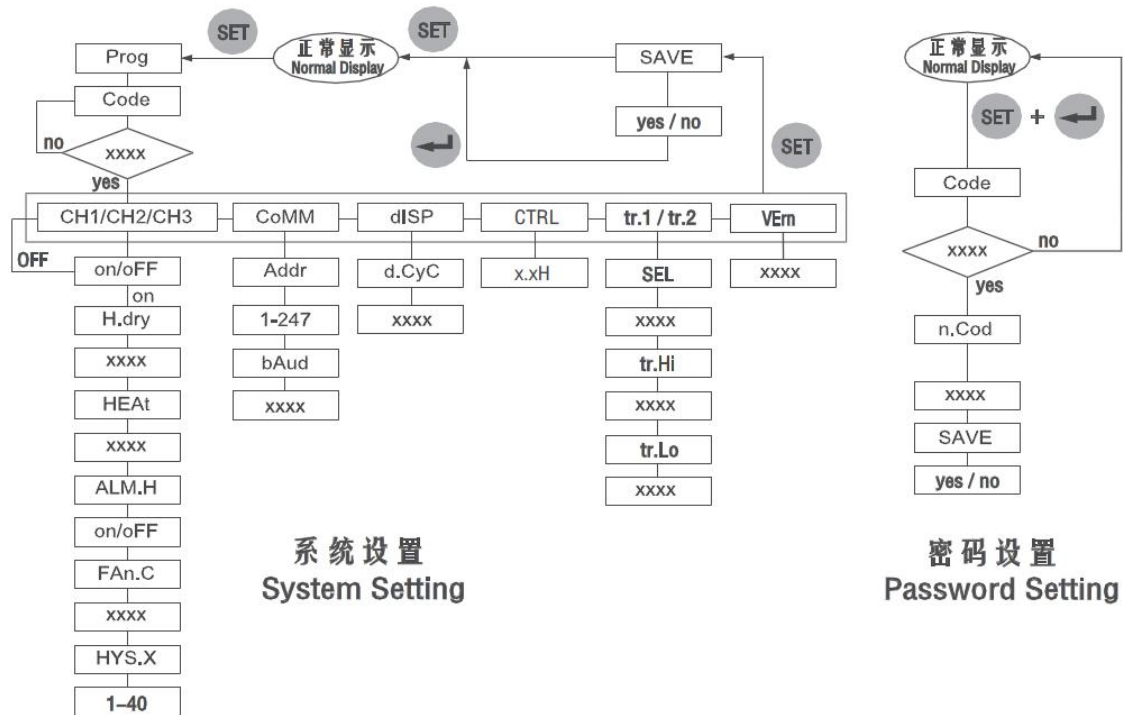 SET
正常显示
Normal Display
SET
Prog
SAVE
Code
yes / no
no
xxxx
SET
yes
CH1/CH2/CH3
CoMM
dISP
CTRL
tr.1 / tr.2
VErn
OFF
on/oFF
Addr
d.CyC
x.xH
SEL
xxxx
on
H.dry
1-247
xxxx
xxxx
xxxx
bAud
tr.Hi
HEAt
xxxx
xxxx
xxxx
tr.Lo
ALM.H
xxxx
on/oFF
FAn.C
xxxx
HYS.X
1–40
系统设置
System Setting
正常显示
Normal Display
SET +
Code
xxxx
no
yes
n.Cod
xxxx
SAVE
yes / no
密码设置
Password Setting